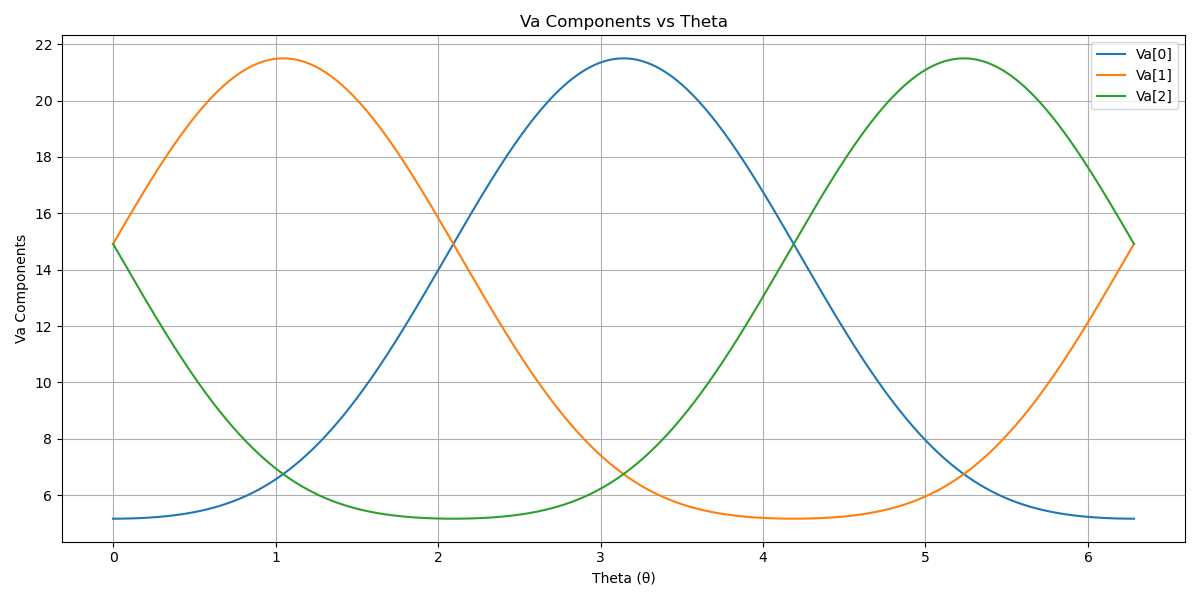 Va Components vs Theta
Va Components
22
20
18
16
14
12
10
8
6
0 1 2 3 4 5 6
Theta (θ)
Va[0]
Va[1]
Va[2]